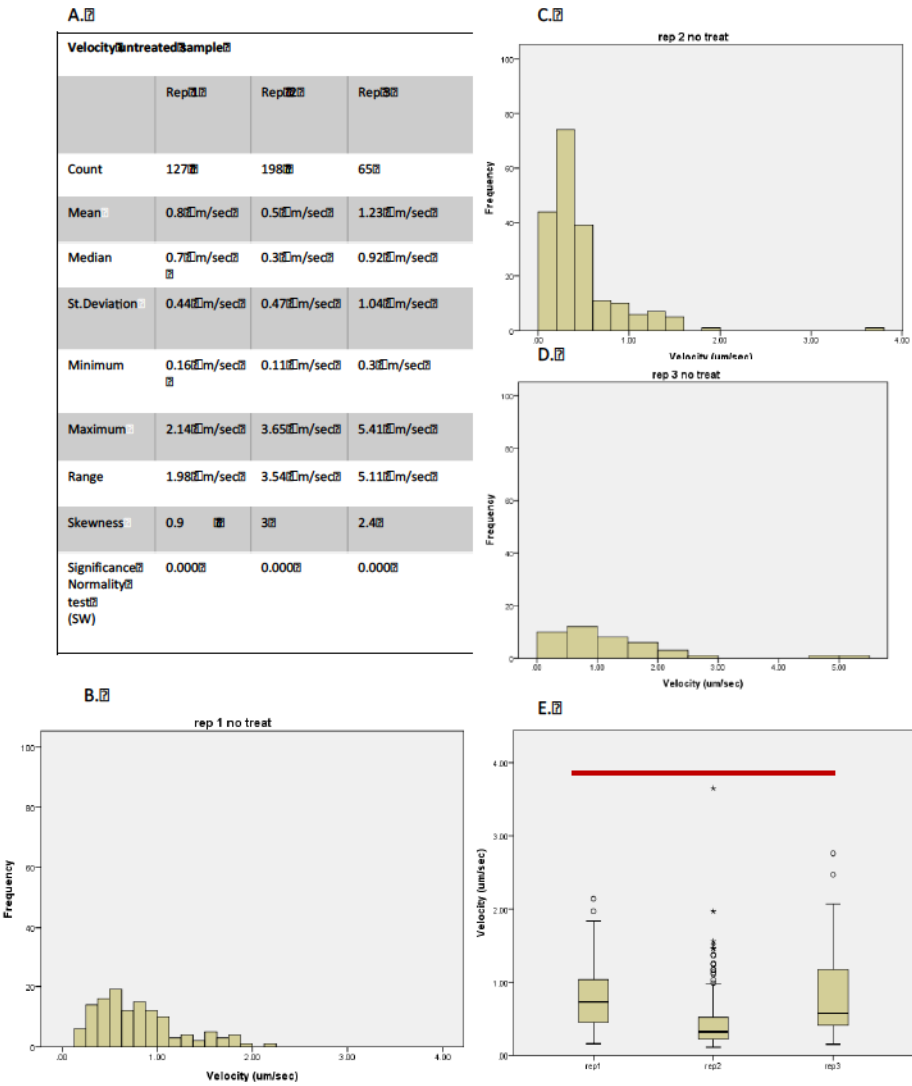 A.
Velocity untreated sample
Rep 1 Rep 2 Rep 3
Count 127 198 65
Mean 0.8 m/sec 0.5 m/sec 1.23 m/sec
Median 0.7 m/sec 0.3 m/sec 0.92 m/sec
St.Deviation 0.44 m/sec 0.47 m/sec 1.04 m/sec
Minimum 0.16 m/sec 0.11 m/sec 0.3 m/sec
Maximum 2.14 m/sec 3.65 m/sec 5.41 m/sec
Range 1.98 m/sec 3.54 m/sec 5.11 m/sec
Skewness 0.9 3 2.4
Significance 0.000 0.000 0.000
Normality
test
(SW)
C.
rep 2 no treat
100
80
60
40
20
0
Frequency
.00 1.00 2.00 3.00 4.00
Velocity (um/sec)
D.
rep 3 no treat
100
80
60
40
20
0
Frequency
.00 1.00 2.00 3.00 5.00
Velocity (um/sec)
B.
rep 1 no treat
100
80
60
40
20
0
Frequency
.00 1.00 2.00 3.00 4.00
Velocity (um/sec)
E.
4.00
3.00
2.00
1.00
.00
Velocity (um/sec)
rep1 rep2 rep3